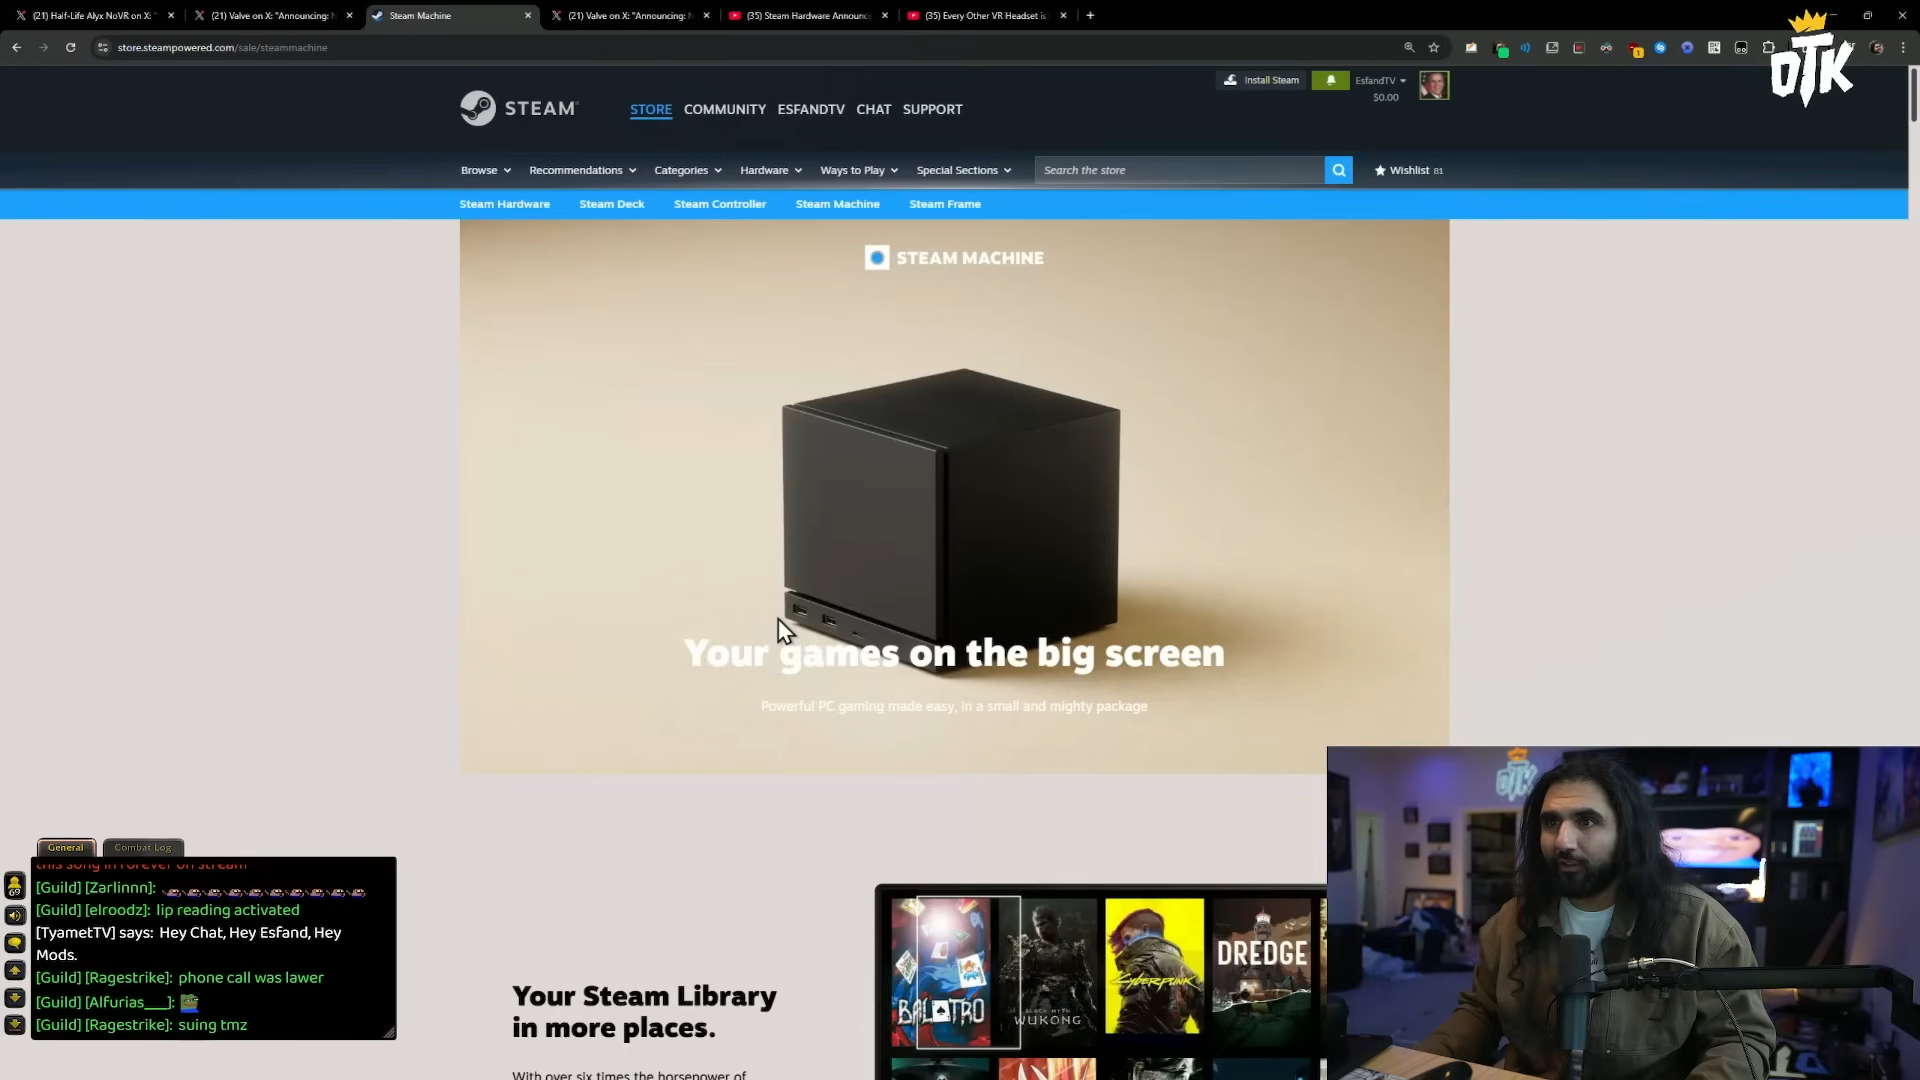 (21) Half-Life Alyx NoVR on X: "
(21) Valve on X: "Announcing: N
Steam Machine
(21) Valve on X: "Announcing: N
(35) Steam Hardware Announce
(35) Every Other VR Headset is
store.steampowered.com/sale/steammachine
OTK
Install Steam
EsfandTV
$0.00
STEAM
STORE COMMUNITY ESFANDTV CHAT SUPPORT
Browse Recommendations Categories Hardware Ways to Play Special Sections Search the store Wishlist 81
Steam Hardware Steam Deck Steam Controller Steam Machine Steam Frame
STEAM MACHINE
Your games on the big screen
Powerful PC gaming made easy, in a small and mighty package
Your Steam Library
in more places.
With over six times the horsepower of
BALATRO
BLACK MYTH
WUKONG
CYBERPUNK
DREDGE
General Combat Log
this song in forever on stream
[Guild] [Zarlinnn]:
[Guild] [elroodz]: lip reading activated
[TyametTV] says: Hey Chat, Hey Esfand, Hey
Mods.
[Guild] [Ragestrike]: phone call was lawer
[Guild] [Alfurias___]:
[Guild] [Ragestrike]: suing tmz
69
OTK